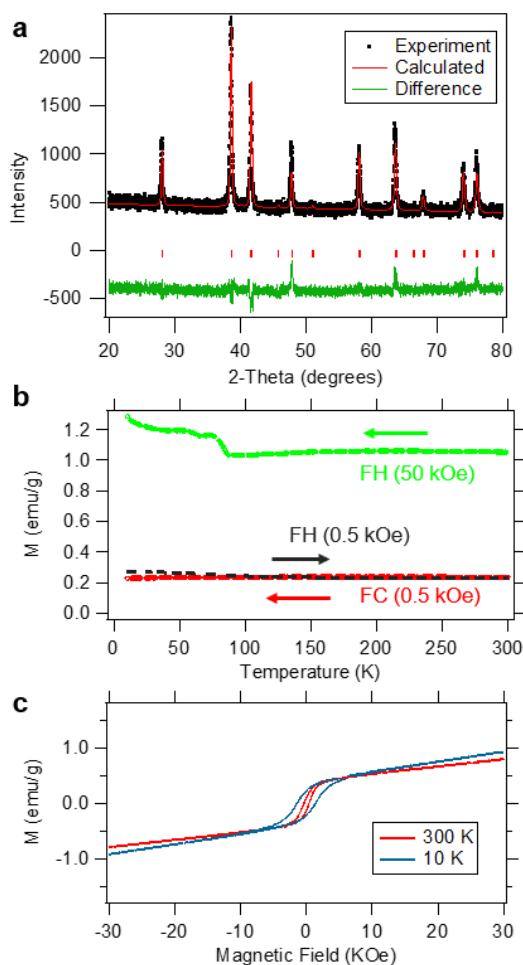 a
Experiment
Calculated
Difference
2000
1500
1000
500
0
-500
Intensity
20 30 40 50 60 70 80
2-Theta (degrees)
b
1.2
1.0
0.8
0.6
0.4
0.2
0.0
M (emu/g)
FH (50 kOe)
FH (0.5 kOe)
FC (0.5 kOe)
0 50 100 150 200 250 300
Temperature (K)
c
1.0
0.0
-1.0
M (emu/g)
300 K
10 K
-30 -20 -10 0 10 20 30
Magnetic Field (KOe)